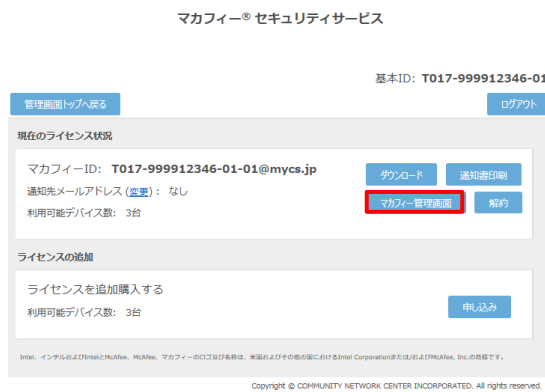 マカフィー® セキュリティサービス
基本ID: T017-999912346-01
管理画面トップへ戻る
ログアウト
現在のライセンス状況
マカフィーID: T017-999912346-01-01@mycs.jp
ダウンロード
通知書印刷
通知先メールアドレス (変更) : なし
マカフィー管理画面
解約
利用可能デバイス数: 3台
ライセンスの追加
ライセンスを追加購入する
申し込み
利用可能デバイス数: 3台
Intel、インテルおよびIntelとMcAfee、McAfee、マカフィーのロゴ及び名称は、米国およびその他の国におけるIntel Corporationまたは/およびMcAfee, Inc.の商標です。
Copyright © COMMUNITY NETWORK CENTER INCORPORATED. All rights reserved.